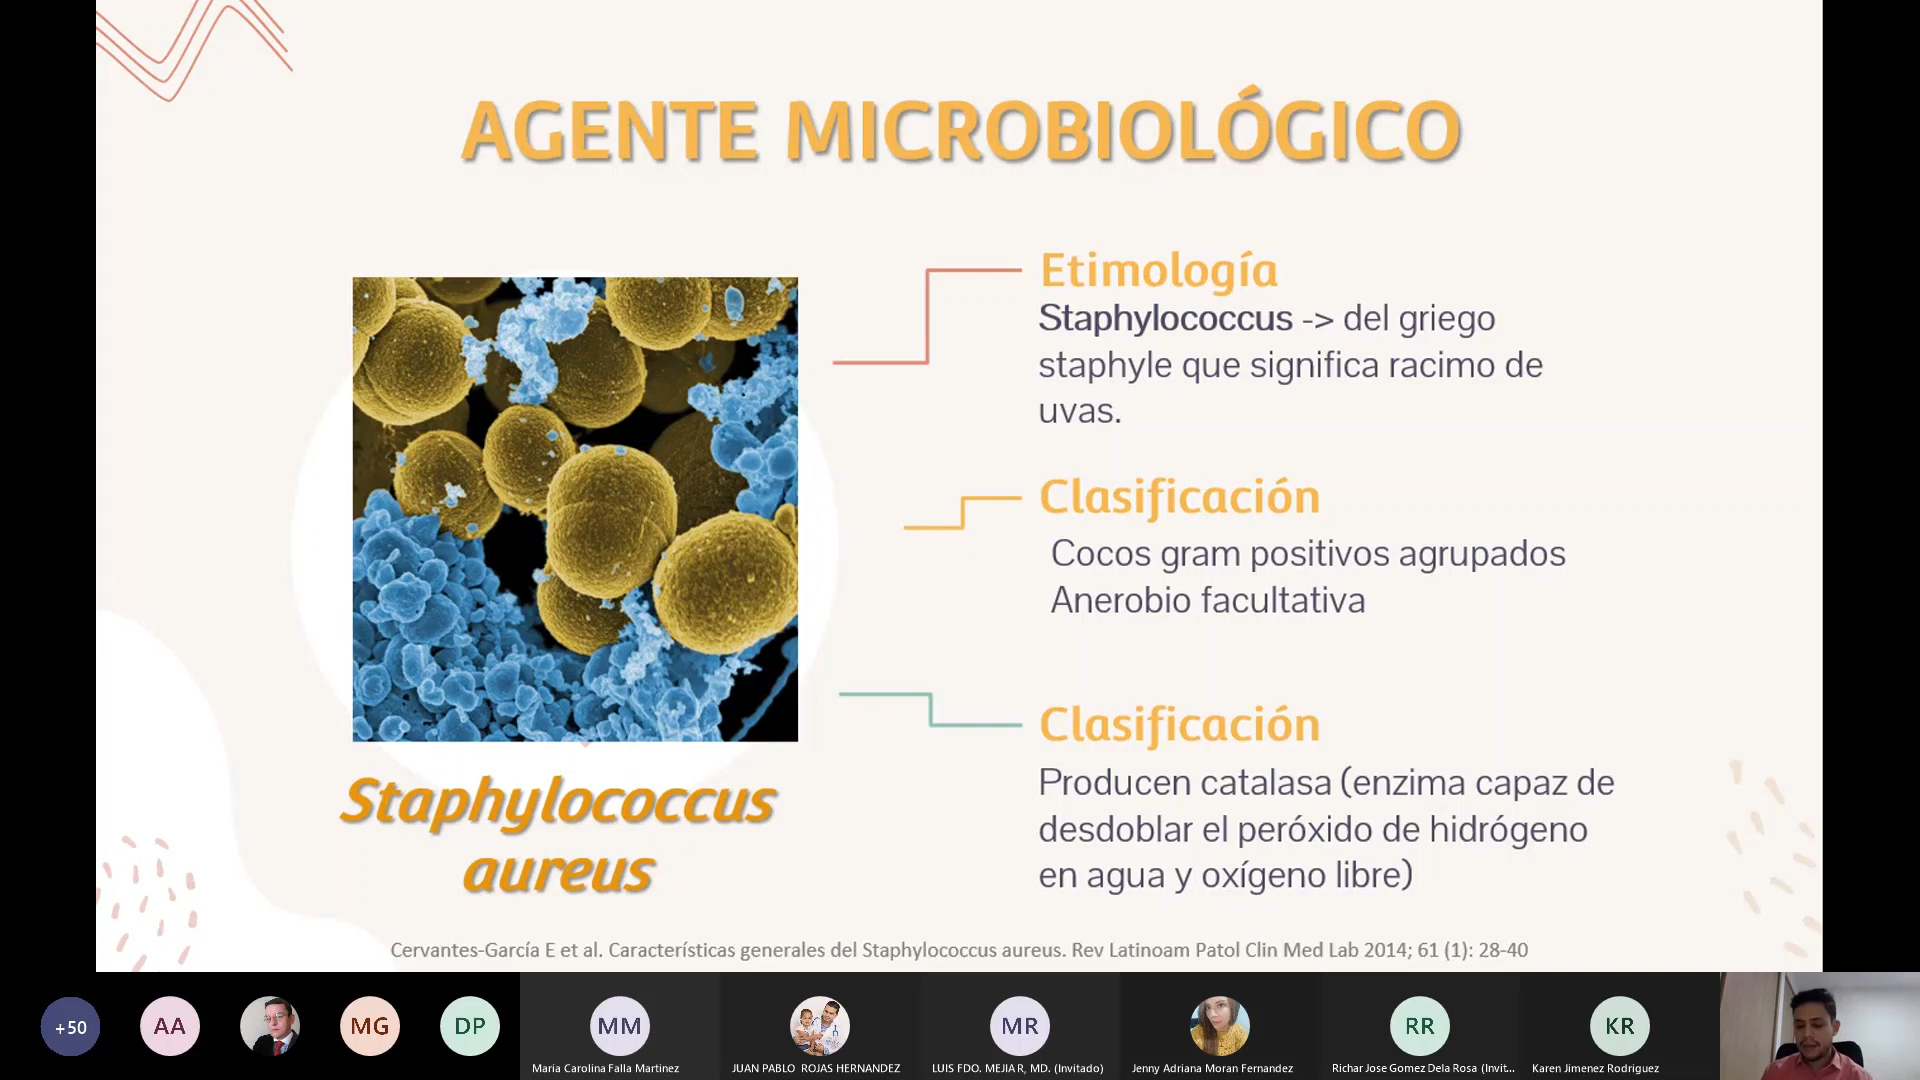 AGENTE MICROBIOLÓGICO
Etimología
Staphylococcus -> del griego
staphyle que significa racimo de
uvas.
Clasificación
Cocos gram positivos agrupados
Anerobio facultativa
Clasificación
Producen catalasa (enzima capaz de
desdoblar el peróxido de hidrógeno
en agua y oxígeno libre)
Staphylococcus
aureus
Cervantes-García E et al. Características generales del Staphylococcus aureus. Rev Latinoam Patol Clin Med Lab 2014; 61 (1): 28-40
+50
AA
MG
DP
MM
MR
RR
KR
Maria Carolina Falla Martinez
JUAN PABLO ROJAS HERNANDEZ
LUIS FDO. MEJIA R, MD. (Invitado)
Jenny Adriana Moran Fernandez
Richar Jose Gomez Dela Rosa (Invit...
Karen Jimenez Rodriguez